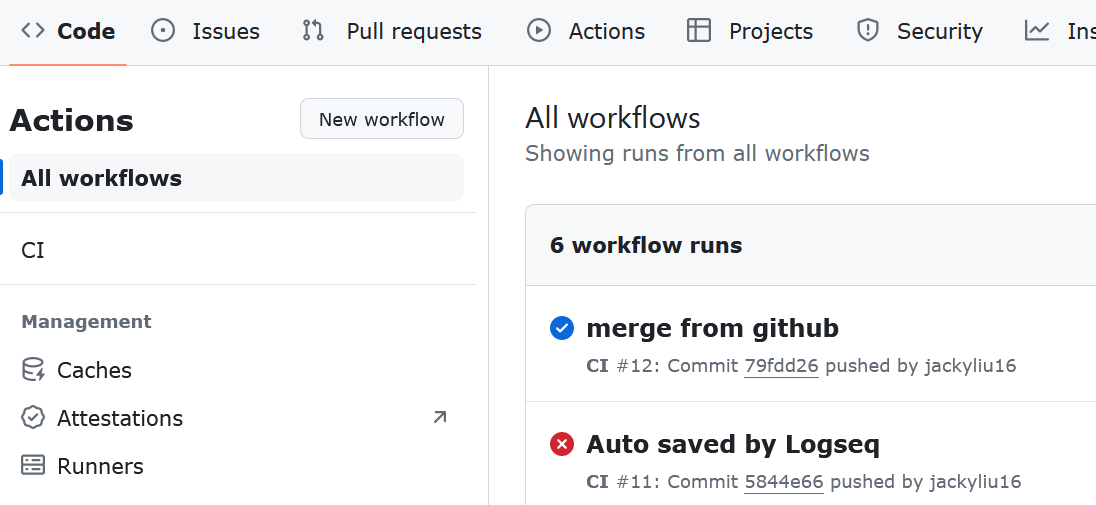 Code Issues Pull requests Actions Projects Security Ins
Actions
New workflow
All workflows
CI
Management
Caches
Attestations
Runners
All workflows
Showing runs from all workflows
6 workflow runs
merge from github
CI #12: Commit 79fdd26 pushed by jackyliu16
Auto saved by Logseq
CI #11: Commit 5844e66 pushed by jackyliu16